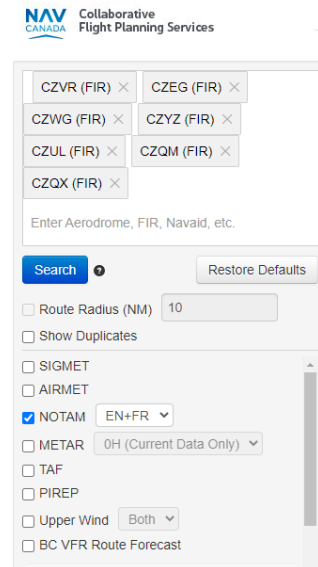 NAV CANADA
Collaborative
Flight Planning Services
CZVR (FIR) × CZEG (FIR) ×
CZWG (FIR) × CZYZ (FIR) ×
CZUL (FIR) × CZQM (FIR) ×
CZQX (FIR) ×
Enter Aerodrome, FIR, Navaid, etc.
Search ? Restore Defaults
Route Radius (NM) 10
Show Duplicates
SIGMET
AIRMET
NOTAM EN+FR
METAR 0H (Current Data Only)
TAF
PIREP
Upper Wind Both
BC VFR Route Forecast